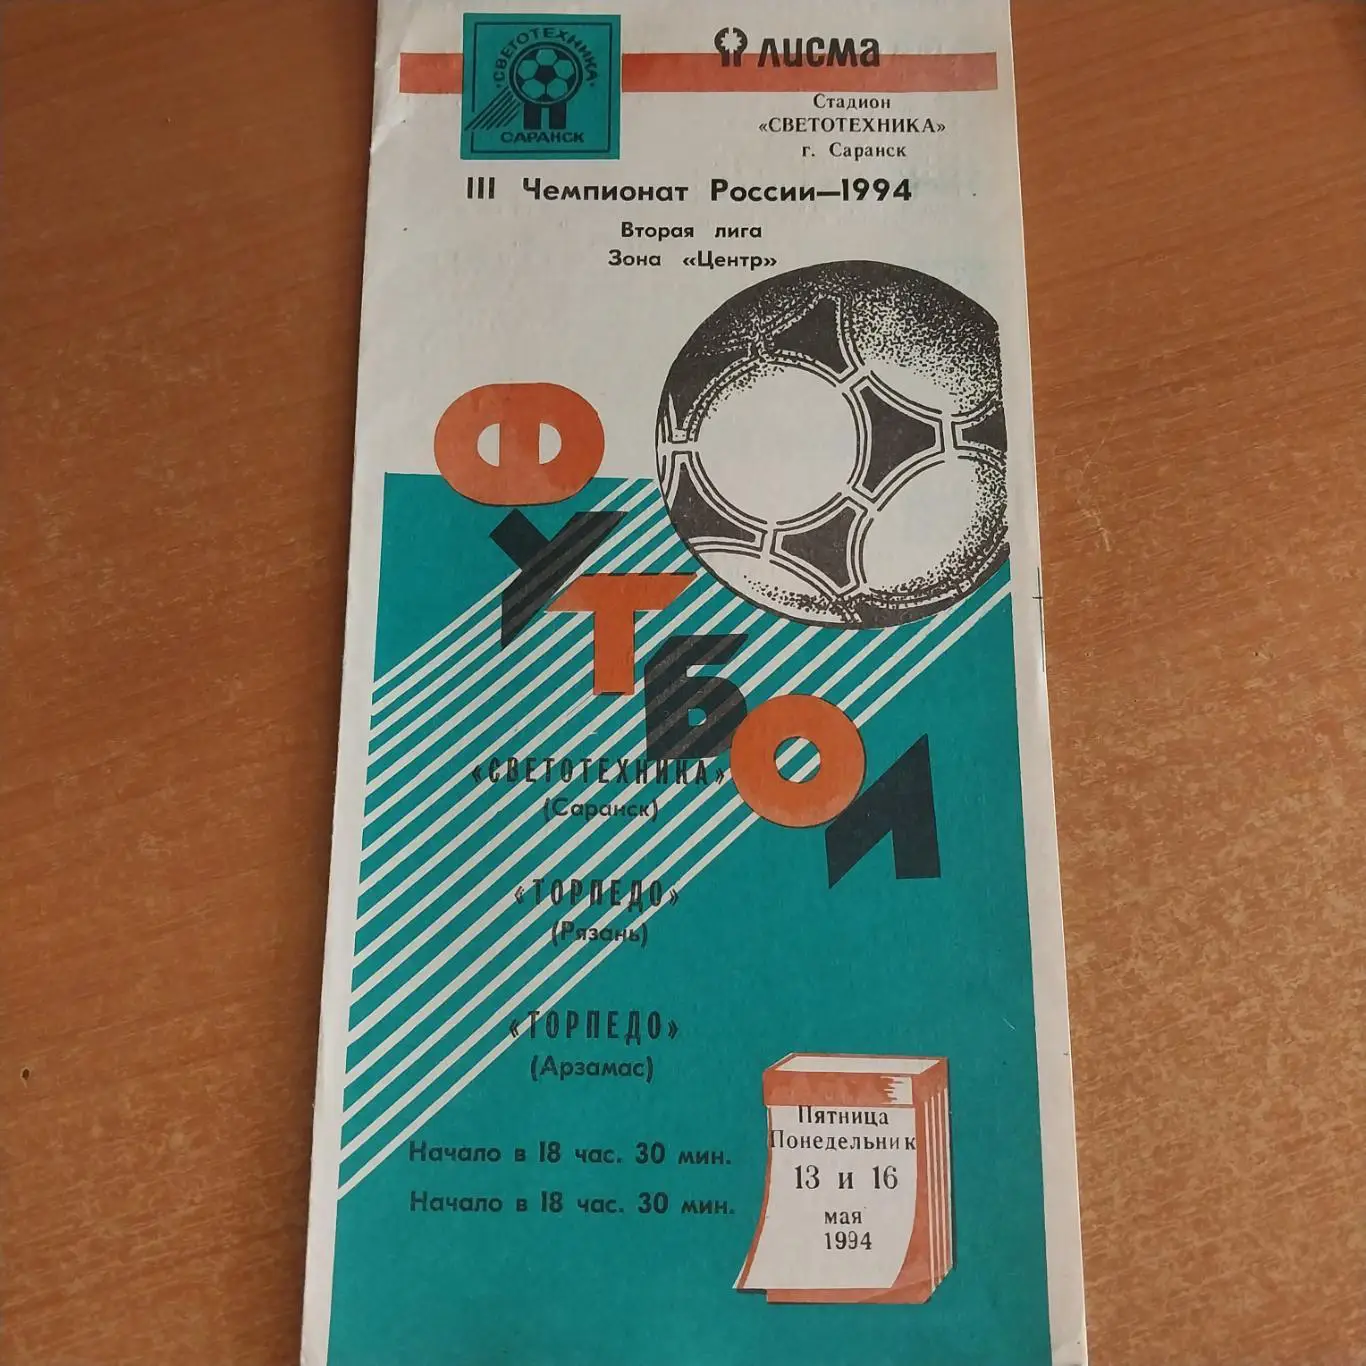 «СВЕТОТЕХНИКА»
САРАНСК
ЛИСМА
Стадион
«СВЕТОТЕХНИКА»
г. Саранск
III Чемпионат России—1994
Вторая лига
Зона «Центр»
ФУТБОЛ
«СВЕТОТЕХНИКА»
(Саранск)
«ТОРПЕДО»
(Рязань)
«ТОРПЕДО»
(Арзамас)
Начало в 18 час. 30 мин.
Начало в 18 час. 30 мин.
Пятница
Понедельник
13 и 16
мая
1994